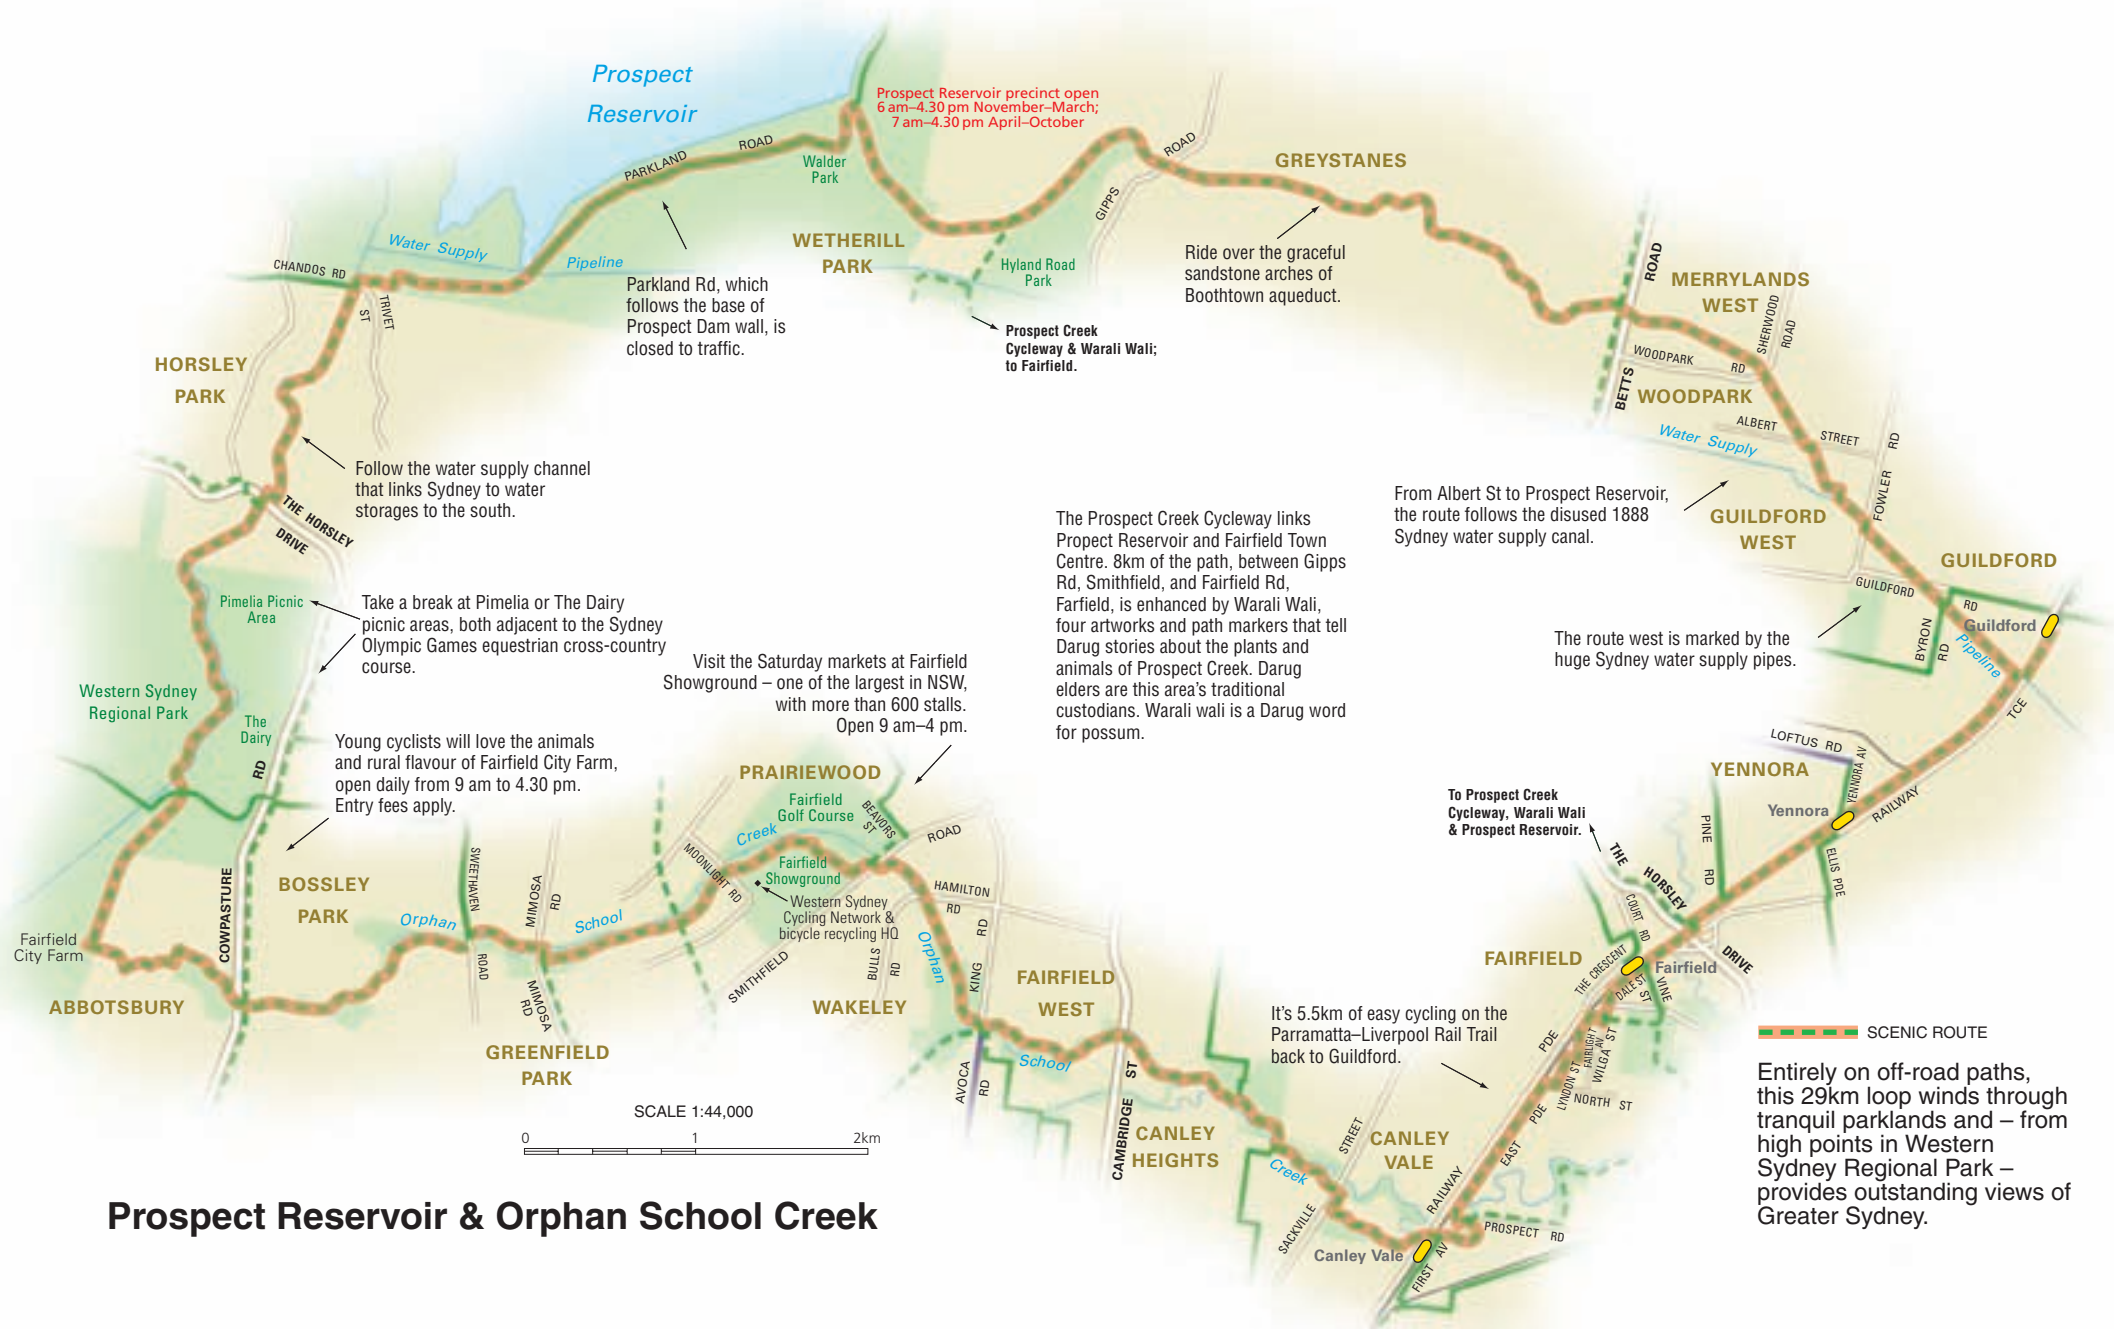 Prospect
Reservoir
Prospect Reservoir precinct open
6 am–4.30 pm November–March;
7 am–4.30 pm April–October
PARKLAND ROAD
Walder
Park
GIPPS ROAD
GREYSTANES
WETHERILL
PARK
Water Supply Pipeline
CHANDOS RD
TRIVET
ST
Hyland Road
Park
Parkland Rd, which
follows the base of
Prospect Dam wall, is
closed to traffic.
Ride over the graceful
sandstone arches of
Boothtown aqueduct.
Prospect Creek
Cycleway & Warali Wali;
to Fairfield.
BETTS ROAD
MERRYLANDS
WEST
SHERWOOD
ROAD
WOODPARK RD
WOODPARK
ALBERT STREET
Water Supply
FOWLER RD
HORSLEY
PARK
Follow the water supply channel
that links Sydney to water
storages to the south.
THE HORSLEY
DRIVE
From Albert St to Prospect Reservoir,
the route follows the disused 1888
Sydney water supply canal.
GUILDFORD
WEST
GUILDFORD
GUILDFORD RD
Guildford
BYRON
RD
Pipeline
The route west is marked by the
huge Sydney water supply pipes.
The Prospect Creek Cycleway links
Propect Reservoir and Fairfield Town
Centre. 8km of the path, between Gipps
Rd, Smithfield, and Fairfield Rd,
Farfield, is enhanced by Warali Wali,
four artworks and path markers that tell
Darug stories about the plants and
animals of Prospect Creek. Darug
elders are this area's traditional
custodians. Warali wali is a Darug word
for possum.
Pimelia Picnic
Area
Take a break at Pimelia or The Dairy
picnic areas, both adjacent to the Sydney
Olympic Games equestrian cross-country
course.
Western Sydney
Regional Park
The
Dairy
Visit the Saturday markets at Fairfield
Showground – one of the largest in NSW,
with more than 600 stalls.
Open 9 am–4 pm.
Young cyclists will love the animals
and rural flavour of Fairfield City Farm,
open daily from 9 am to 4.30 pm.
Entry fees apply.
COWPASTURE RD
PRAIRIEWOOD
Fairfield
Golf Course
BEAVORS
ST
Creek
Fairfield
Showground
MOONLIGHT RD
Western Sydney
Cycling Network &
bicycle recycling HQ
SMITHFIELD ROAD
HAMILTON
RD
BULLS
RD
KING RD
Orphan
WAKELEY
FAIRFIELD
WEST
BOSSLEY
PARK
SWEETHAVEN
ROAD
MIMOSA
RD
Orphan
School
MIMOSA
RD
GREENFIELD
PARK
Fairfield
City Farm
ABBOTSBURY
LOFTUS RD
YENNORA AV
YENNORA
Yennora
RAILWAY TCE
ELLIS PDE
PINE RD
To Prospect Creek
Cycleway, Warali Wali
& Prospect Reservoir.
THE HORSLEY DRIVE
COURT RD
FAIRFIELD
Fairfield
THE CRESCENT
DALE ST
VINE
ST
FAIRLIGHT
AV
WILGA ST
LYNDON ST
NORTH ST
EAST PDE
RAILWAY PDE
It's 5.5km of easy cycling on the
Parramatta–Liverpool Rail Trail
back to Guildford.
AVOCA
RD
School
CAMBRIDGE ST
CANLEY
HEIGHTS
Creek
SACKVILLE STREET
CANLEY
VALE
Canley Vale
FIRST AV
PROSPECT RD
SCENIC ROUTE
Entirely on off-road paths,
this 29km loop winds through
tranquil parklands and – from
high points in Western
Sydney Regional Park –
provides outstanding views of
Greater Sydney.
SCALE 1:44,000
0 1 2km
Prospect Reservoir & Orphan School Creek